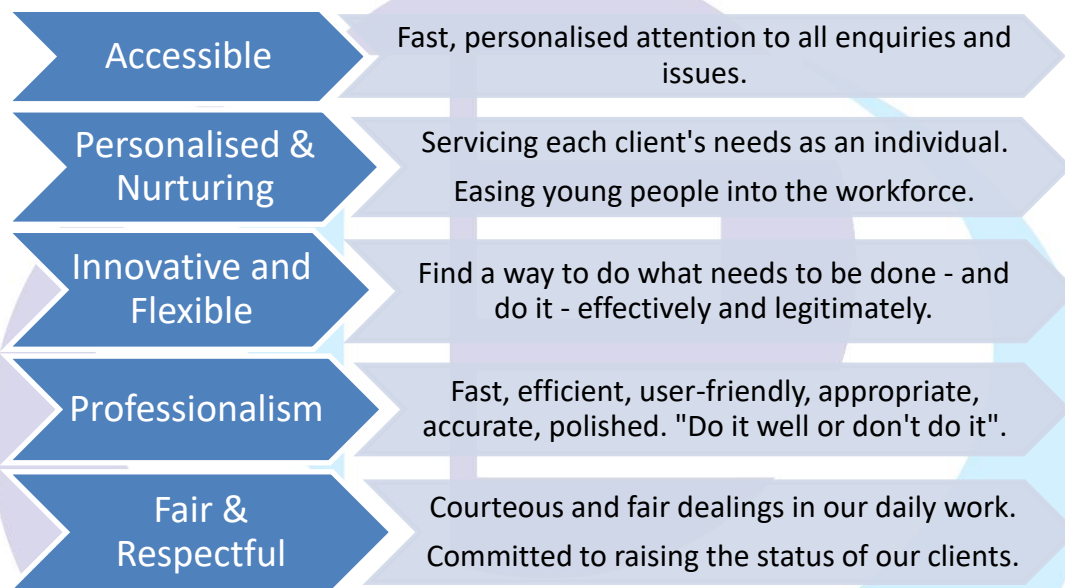 Accessible
Fast, personalised attention to all enquiries and
issues.
Personalised &
Nurturing
Servicing each client's needs as an individual.
Easing young people into the workforce.
Innovative and
Flexible
Find a way to do what needs to be done - and
do it - effectively and legitimately.
Professionalism
Fast, efficient, user-friendly, appropriate,
accurate, polished. "Do it well or don't do it".
Fair &
Respectful
Courteous and fair dealings in our daily work.
Committed to raising the status of our clients.